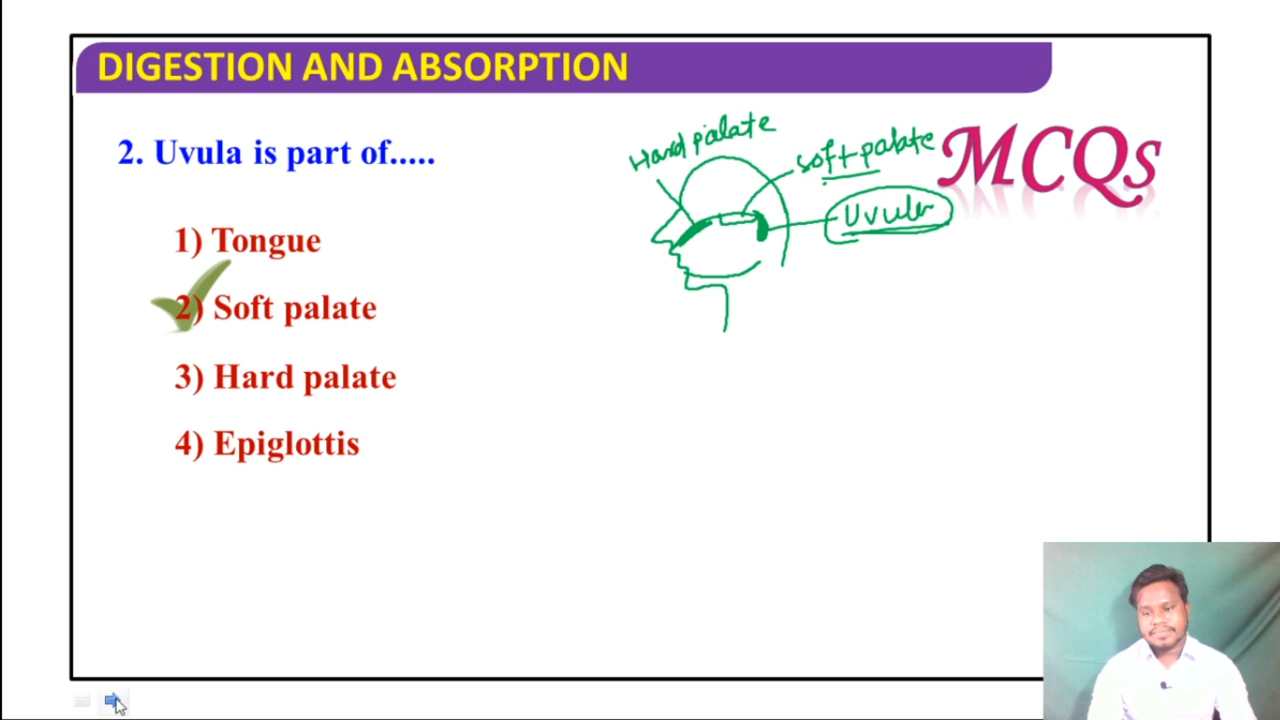 DIGESTION AND ABSORPTION
2. Uvula is part of.....
1) Tongue
2) Soft palate
3) Hard palate
4) Epiglottis
Hard palate
soft palate
Uvula
MCQs